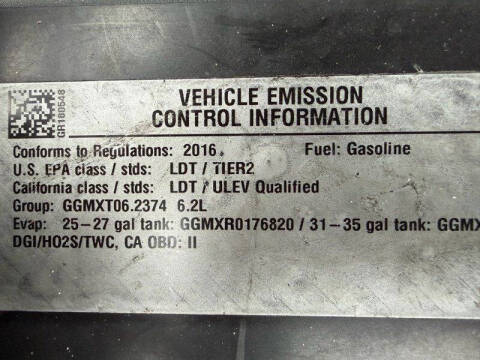 GR180548
VEHICLE EMISSION
CONTROL INFORMATION
Conforms to Regulations: 2016 Fuel: Gasoline
U.S. EPA class / stds: LDT / TIER2
California class / stds: LDT / ULEV Qualified
Group: GGMXT06.2374 6.2L
Evap: 25-27 gal tank: GGMXR0176820 / 31-35 gal tank: GGMX
DGI/HO2S/TWC, CA OBD: II